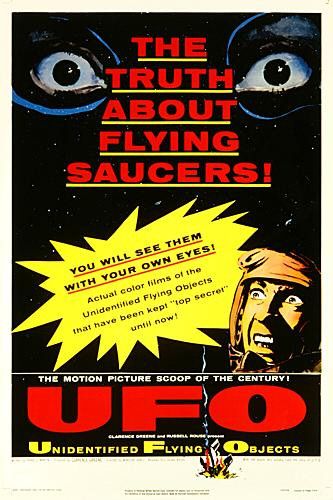 THE
TRUTH
ABOUT
FLYING
SAUCERS!
YOU WILL SEE THEM
WITH YOUR OWN EYES!
Actual color films of the
Unidentified Flying Objects
that have been kept "top secret"
until now!
THE MOTION PICTURE SCOOP OF THE CENTURY!
UFO
CLARENCE GREENE and RUSSELL ROUSE present
UNIDENTIFIED FLYING OBJECTS